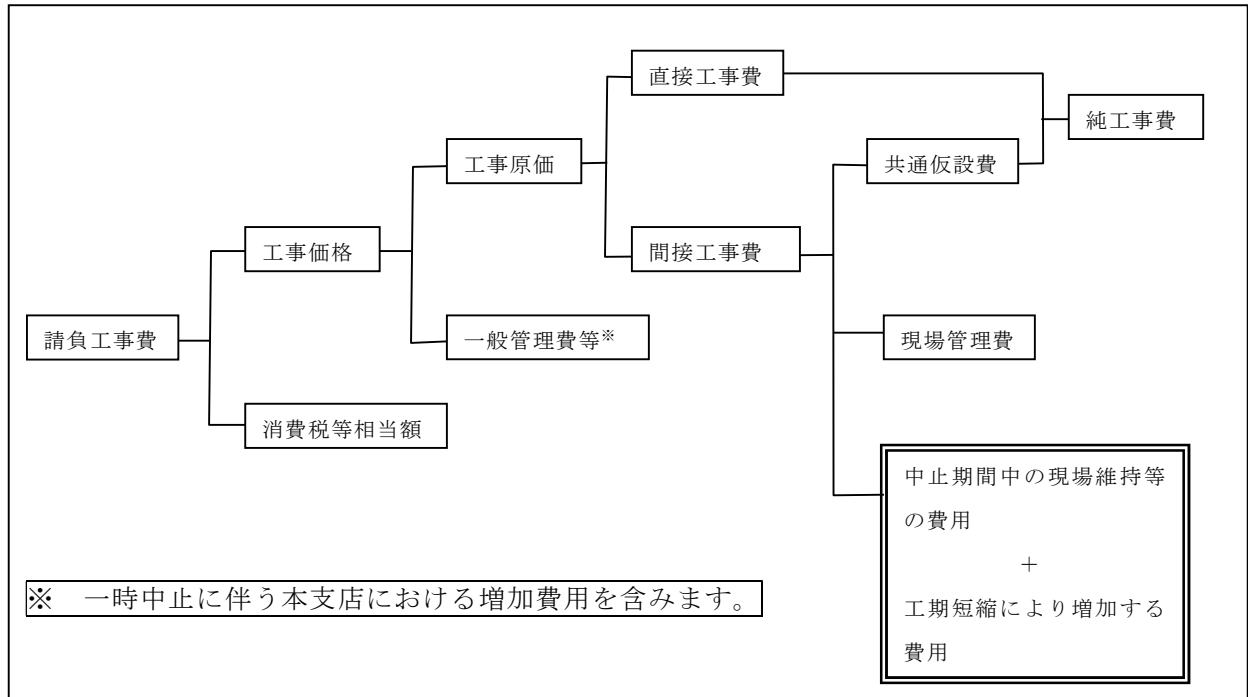 直接工事費
純工事費
工事原価
共通仮設費
工事価格
間接工事費
請負工事費
一般管理費等※
現場管理費
消費税等相当額
中止期間中の現場維持等
の費用
+
工期短縮により増加する
費用
※ 一時中止に伴う本支店における増加費用を含みます。